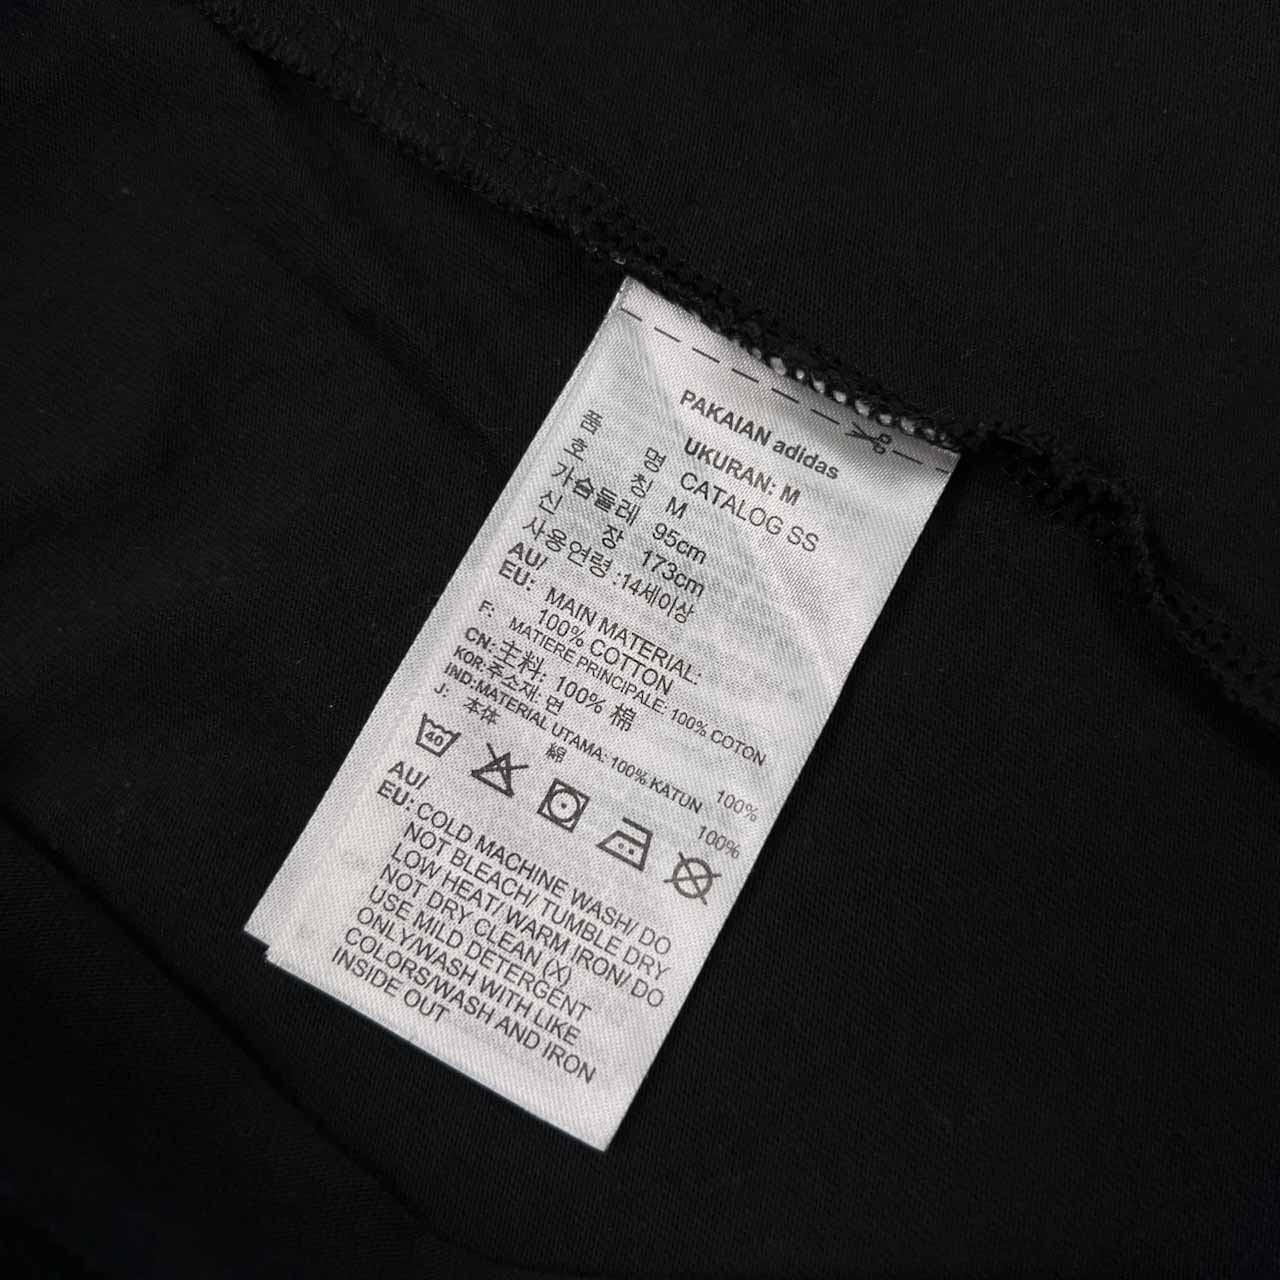 PAKAIAN adidas
UKURAN: M
품 명 CATALOG SS
호 칭 M
가슴둘레 95cm
신 장 173cm
사용연령 :14세이상
AU/
EU: MAIN MATERIAL:
100% COTTON
F: MATIERE PRINCIPALE: 100% COTON
CN: 主料: 100% 棉
KOR: 주소재: 면 100%
IND: MATERIAL UTAMA: 100% KATUN
J: 本体 綿 100%
40
AU/
EU: COLD MACHINE WASH/ DO
NOT BLEACH/ TUMBLE DRY
LOW HEAT/ WARM IRON/ DO
NOT DRY CLEAN (X)
USE MILD DETERGENT
ONLY/WASH WITH LIKE
COLORS/WASH AND IRON
INSIDE OUT